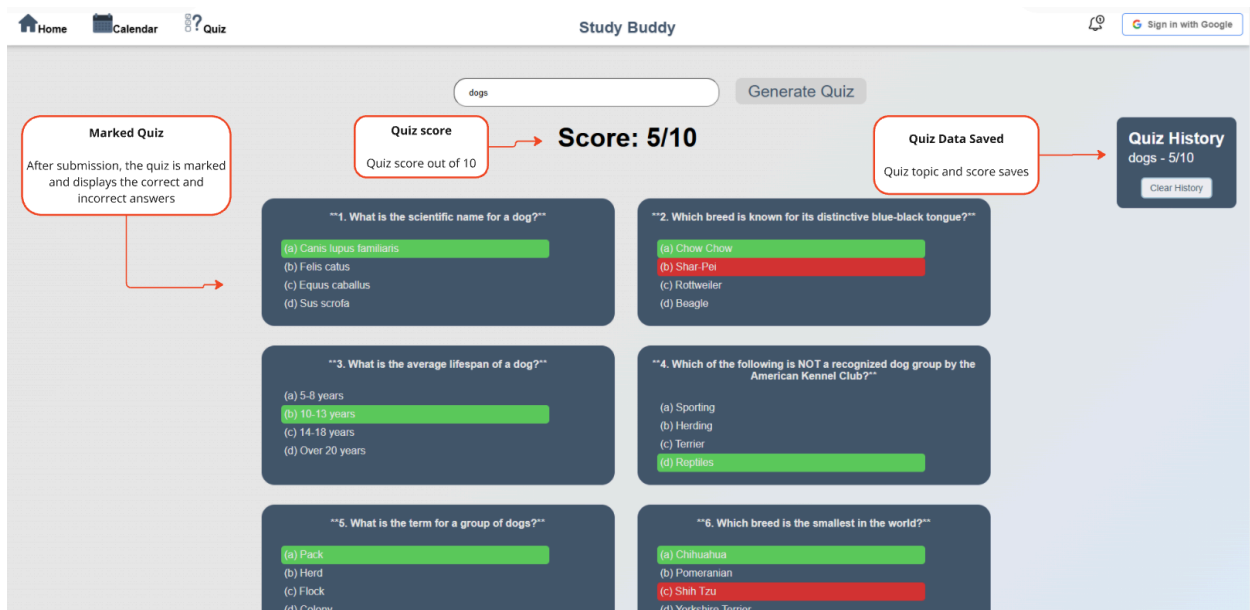 Home
Calendar
? Quiz
Study Buddy
Sign in with Google
dogs
Generate Quiz
Marked Quiz
After submission, the quiz is marked
and displays the correct and
incorrect answers
Quiz score
Quiz score out of 10
Score: 5/10
Quiz Data Saved
Quiz topic and score saves
Quiz History
dogs - 5/10
Clear History
**1. What is the scientific name for a dog?**
(a) Canis lupus familiaris
(b) Felis catus
(c) Equus caballus
(d) Sus scrofa
**2. Which breed is known for its distinctive blue-black tongue?**
(a) Chow Chow
(b) Shar-Pei
(c) Rottweiler
(d) Beagle
**3. What is the average lifespan of a dog?**
(a) 5-8 years
(b) 10-13 years
(c) 14-18 years
(d) Over 20 years
**4. Which of the following is NOT a recognized dog group by the
American Kennel Club?**
(a) Sporting
(b) Herding
(c) Terrier
(d) Reptiles
**5. What is the term for a group of dogs?**
(a) Pack
(b) Herd
(c) Flock
(d) Colony
**6. Which breed is the smallest in the world?**
(a) Chihuahua
(b) Pomeranian
(c) Shih Tzu
(d) Yorkshire Terrier